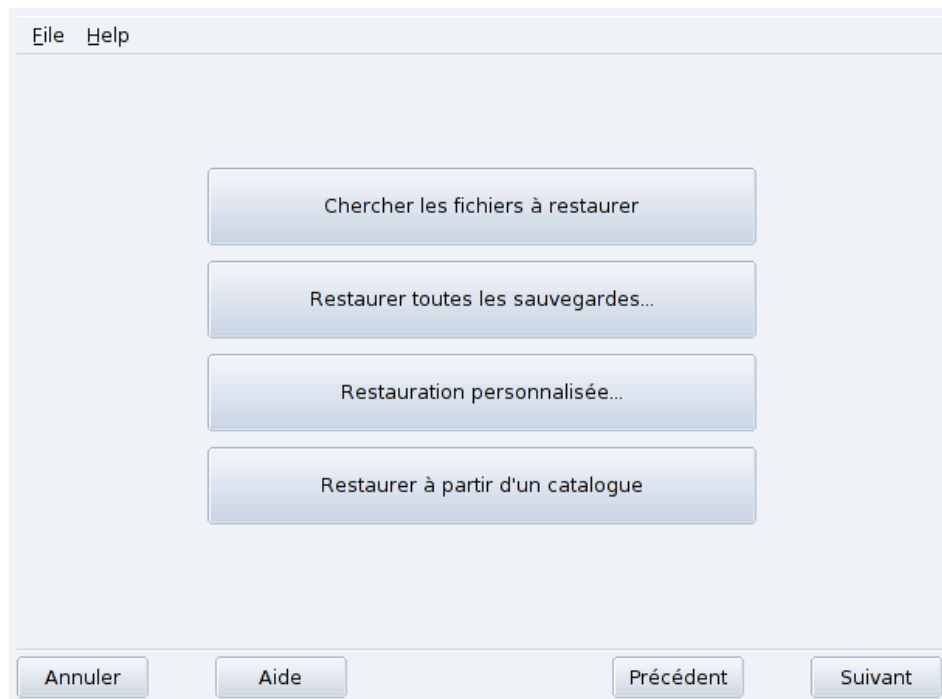 File Help
Chercher les fichiers à restaurer
Restaurer toutes les sauvegardes...
Restauration personnalisée...
Restaurer à partir d'un catalogue
Annuler Aide Précédent Suivant